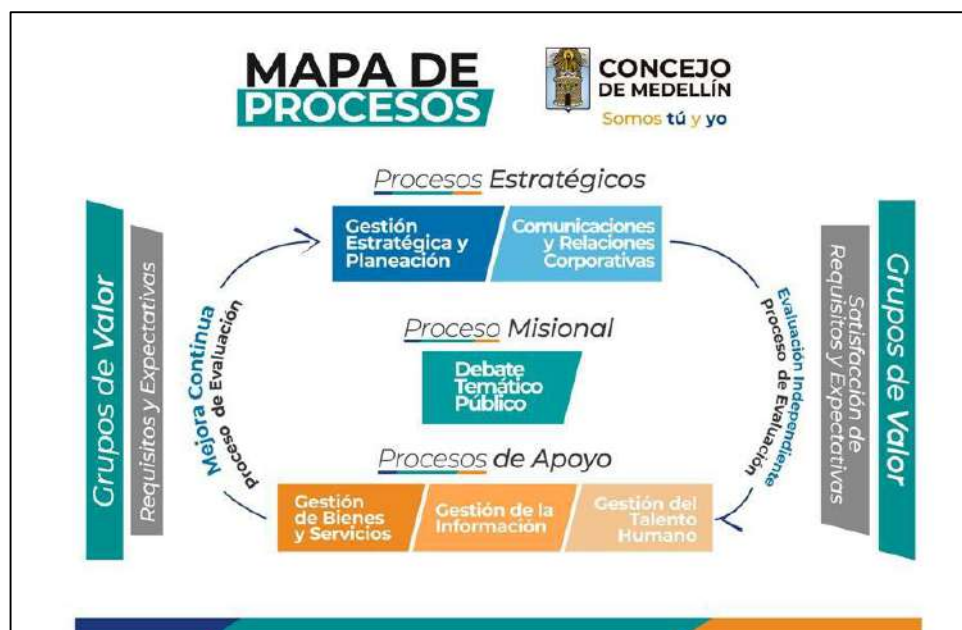 MAPA DE
PROCESOS
CONCEJO
DE MEDELLÍN
Somos tú y yo
Procesos Estratégicos
Gestión
Estratégica y
Planeación
Comunicaciones
y Relaciones
Corporativas
Grupos de Valor
Requisitos y Expectativas
Mejora Continua
Proceso de Evaluación
Proceso Misional
Debate
Temático
Público
Evaluación Independiente
Proceso de Evaluación
Satisfacción de
Requisitos y Expectativas
Grupos de Valor
Procesos de Apoyo
Gestión
de Bienes
y Servicios
Gestión de la
Información
Gestión del
Talento
Humano